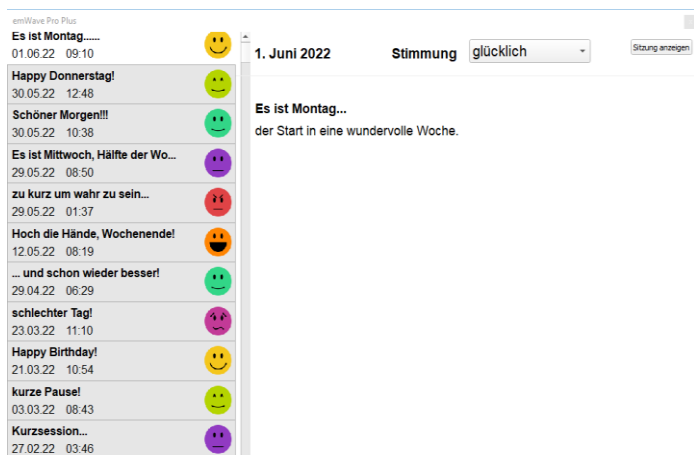 emWave Pro Plus
Es ist Montag......
01.06.22 09:10
Happy Donnerstag!
30.05.22 12:48
Schöner Morgen!!!
30.05.22 10:38
Es ist Mittwoch, Hälfte der Wo...
29.05.22 08:50
zu kurz um wahr zu sein...
29.05.22 01:37
Hoch die Hände, Wochenende!
12.05.22 08:19
... und schon wieder besser!
29.04.22 06:29
schlechter Tag!
23.03.22 11:10
Happy Birthday!
21.03.22 10:54
kurze Pause!
03.03.22 08:43
Kurzsession...
27.02.22 03:46
1. Juni 2022 Stimmung glücklich Sitzung anzeigen
Es ist Montag...
der Start in eine wundervolle Woche.